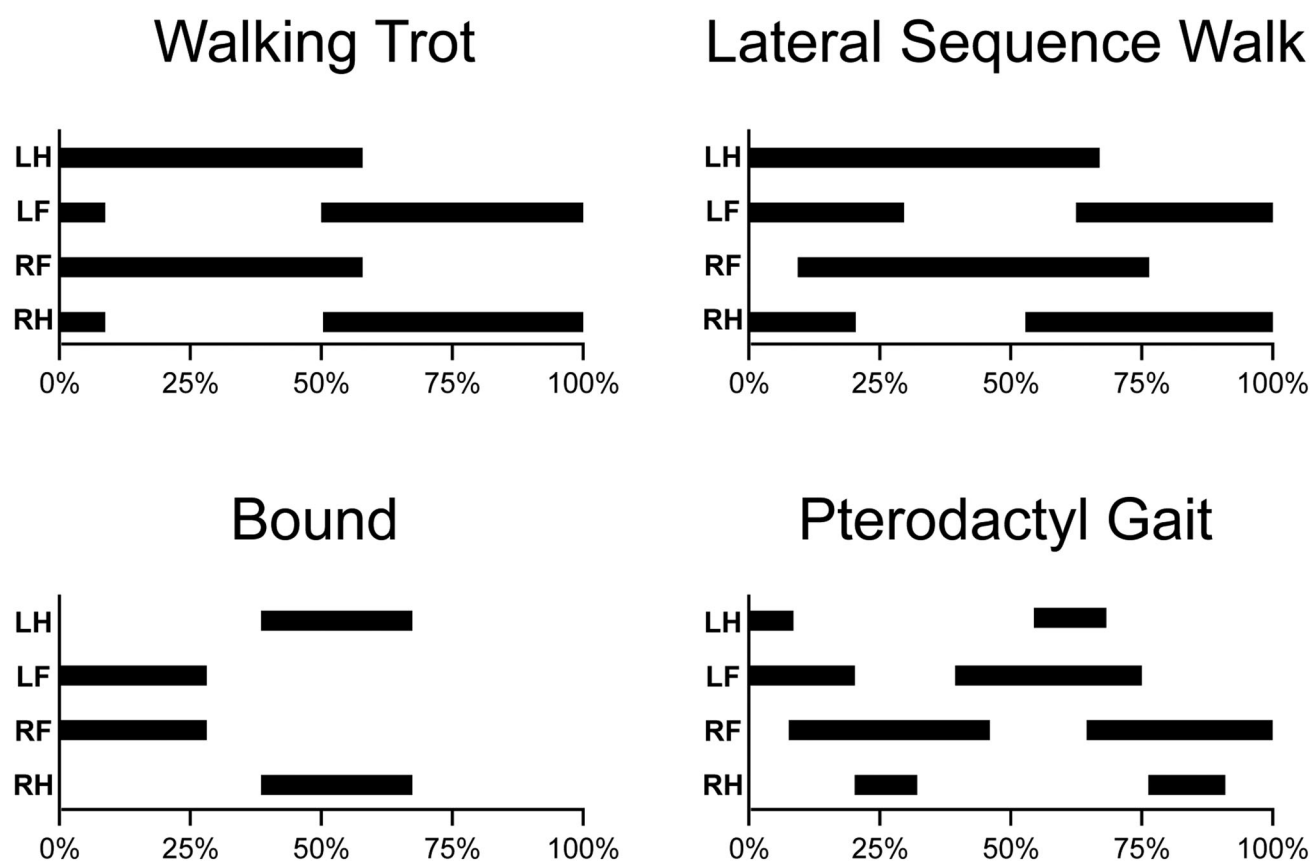 Walking Trot
LH
LF
RF
RH
0% 25% 50% 75% 100%
Lateral Sequence Walk
LH
LF
RF
RH
0% 25% 50% 75% 100%
Bound
LH
LF
RF
RH
0% 25% 50% 75% 100%
Pterodactyl Gait
LH
LF
RF
RH
0% 25% 50% 75% 100%